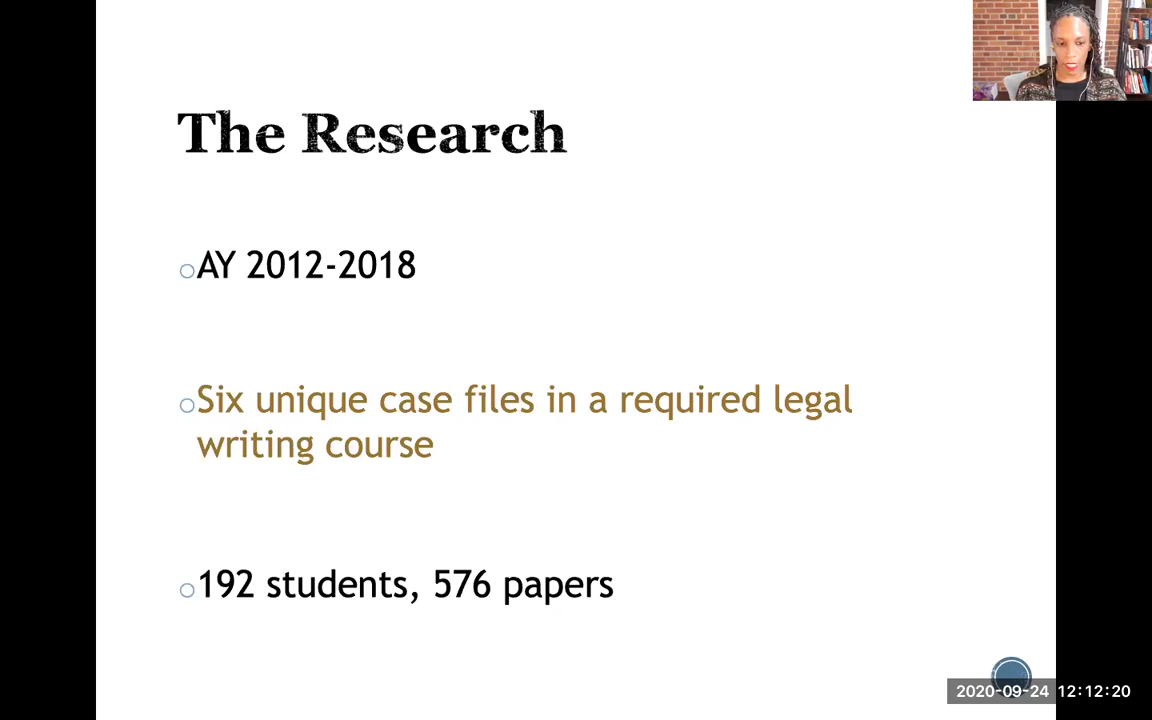 The Research
AY 2012-2018
Six unique case files in a required legal
writing course
192 students, 576 papers
2020-09-24 12:12:20